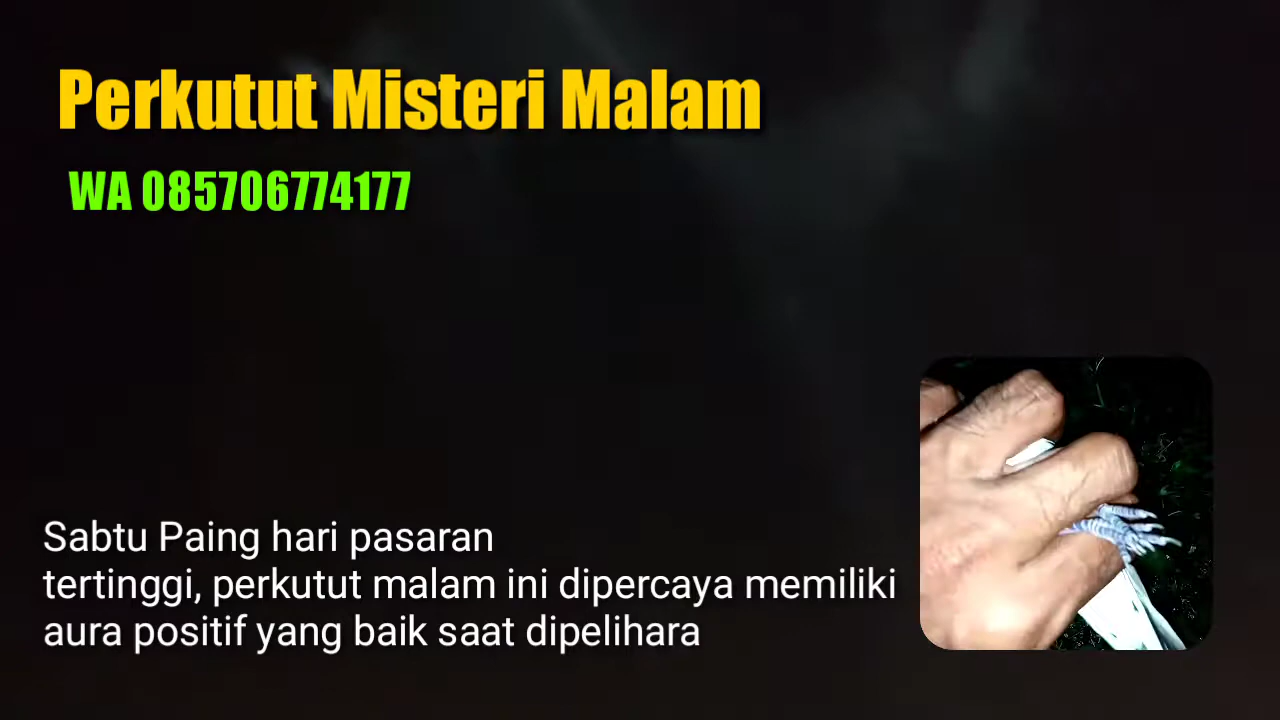 Perkutut Misteri Malam
WA 085706774177
Sabtu Paing hari pasaran
tertinggi, perkutut malam ini dipercaya memiliki
aura positif yang baik saat dipelihara